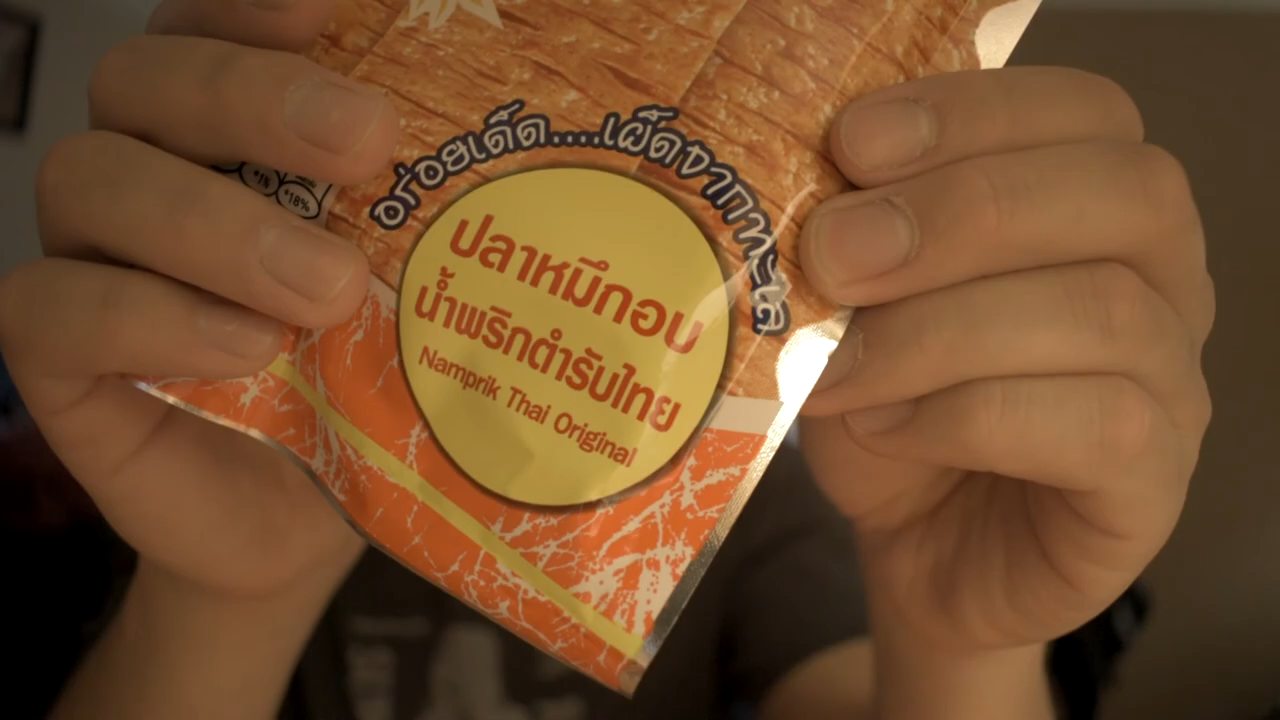 อร่อยเด็ด....เผ็ดจากทะเล
*1%
*18%
ปลาหมึกอบ
น้ำพริกตำรับไทย
Namprik Thai Original